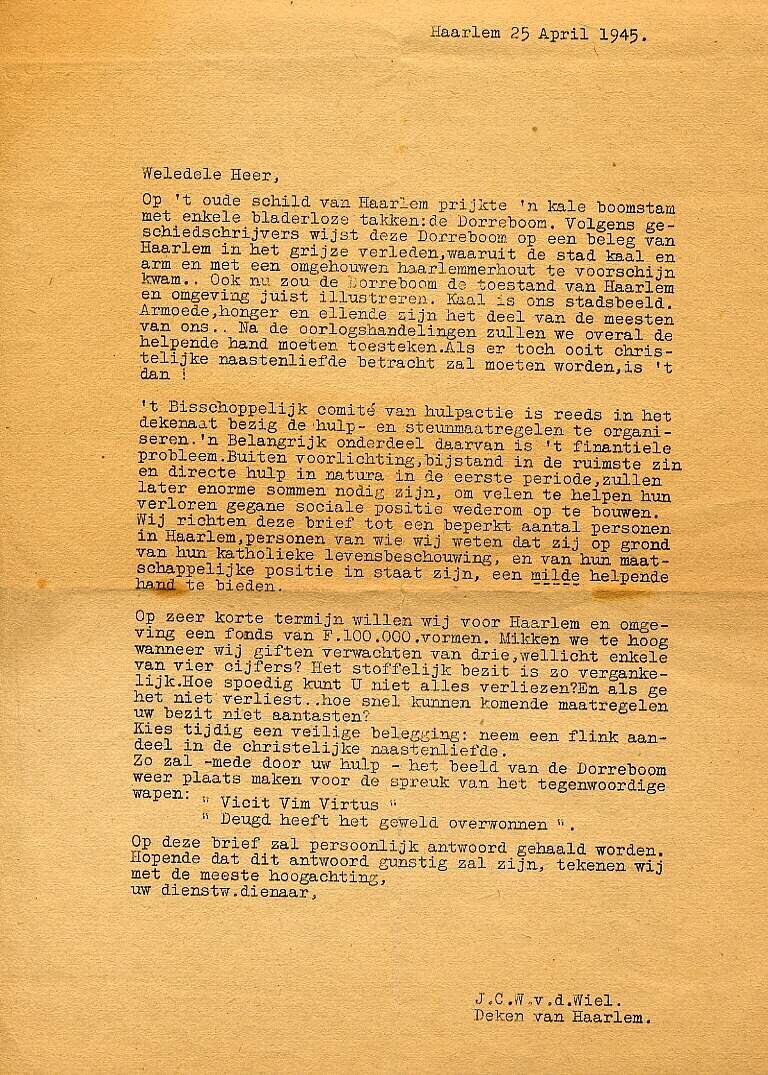 Haarlem 25 April 1945.
Weledele Heer,
Op 't oude schild van Haarlem prijkte 'n kale boomstam
met enkele bladerloze takken:de Dorreboom. Volgens ge-
schiedschrijvers wijst deze Dorreboom op een beleg van
Haarlem in het grijze verleden,waaruit de stad kaal en
arm en met een omgehouwen haarlemmerhout te voorschijn
kwam.. Ook nu zou de Dorreboom de toestand van Haarlem
en omgeving juist illustreren. Kaal is ons stadsbeeld.
Armoede,honger en ellende zijn het deel van de meesten
van ons.. Na de oorlogshandelingen zullen we overal de
helpende hand moeten toesteken.Als er toch ooit chris-
telijke naastenliefde betracht zal moeten worden,is 't
dan !
't Bisschoppelijk comité van hulpactie is reeds in het
dekenaat bezig de hulp- en steunmaatregelen te organi-
seren.'n Belangrijk onderdeel daarvan is 't finantiele
probleem.Buiten voorlichting,bijstand in de ruimste zin
en directe hulp in natura in de eerste periode,zullen
later enorme sommen nodig zijn, om velen te helpen hun
verloren gegane sociale positie wederom op te bouwen.
Wij richten deze brief tot een beperkt aantal personen
in Haarlem,personen van wie wij weten dat zij op grond
van hun katholieke levensbeschouwing, en van hun maat-
schappelijke positie in staat zijn, een milde helpende
hand te bieden.
Op zeer korte termijn willen wij voor Haarlem en omge-
ving een fonds van F.100.000.vormen. Mikken we te hoog
wanneer wij giften verwachten van drie,wellicht enkele
van vier cijfers? Het stoffelijk bezit is zo verganke-
lijk.Hoe spoedig kunt U niet alles verliezen?En als ge
het niet verliest..hoe snel kunnen komende maatregelen
uw bezit niet aantasten?
Kies tijdig een veilige belegging: neem een flink aan-
deel in de christelijke naastenliefde.
Zo zal -mede door uw hulp - het beeld van de Dorreboom
weer plaats maken voor de spreuk van het tegenwoordige
wapen: " Vicit Vim Virtus "
" Deugd heeft het geweld overwonnen ".
Op deze brief zal persoonlijk antwoord gehaald worden.
Hopende dat dit antwoord gunstig zal zijn, tekenen wij
met de meeste hoogachting,
uw dienstw.dienaar,
J.C.W.v.d.Wiel.
Deken van Haarlem.